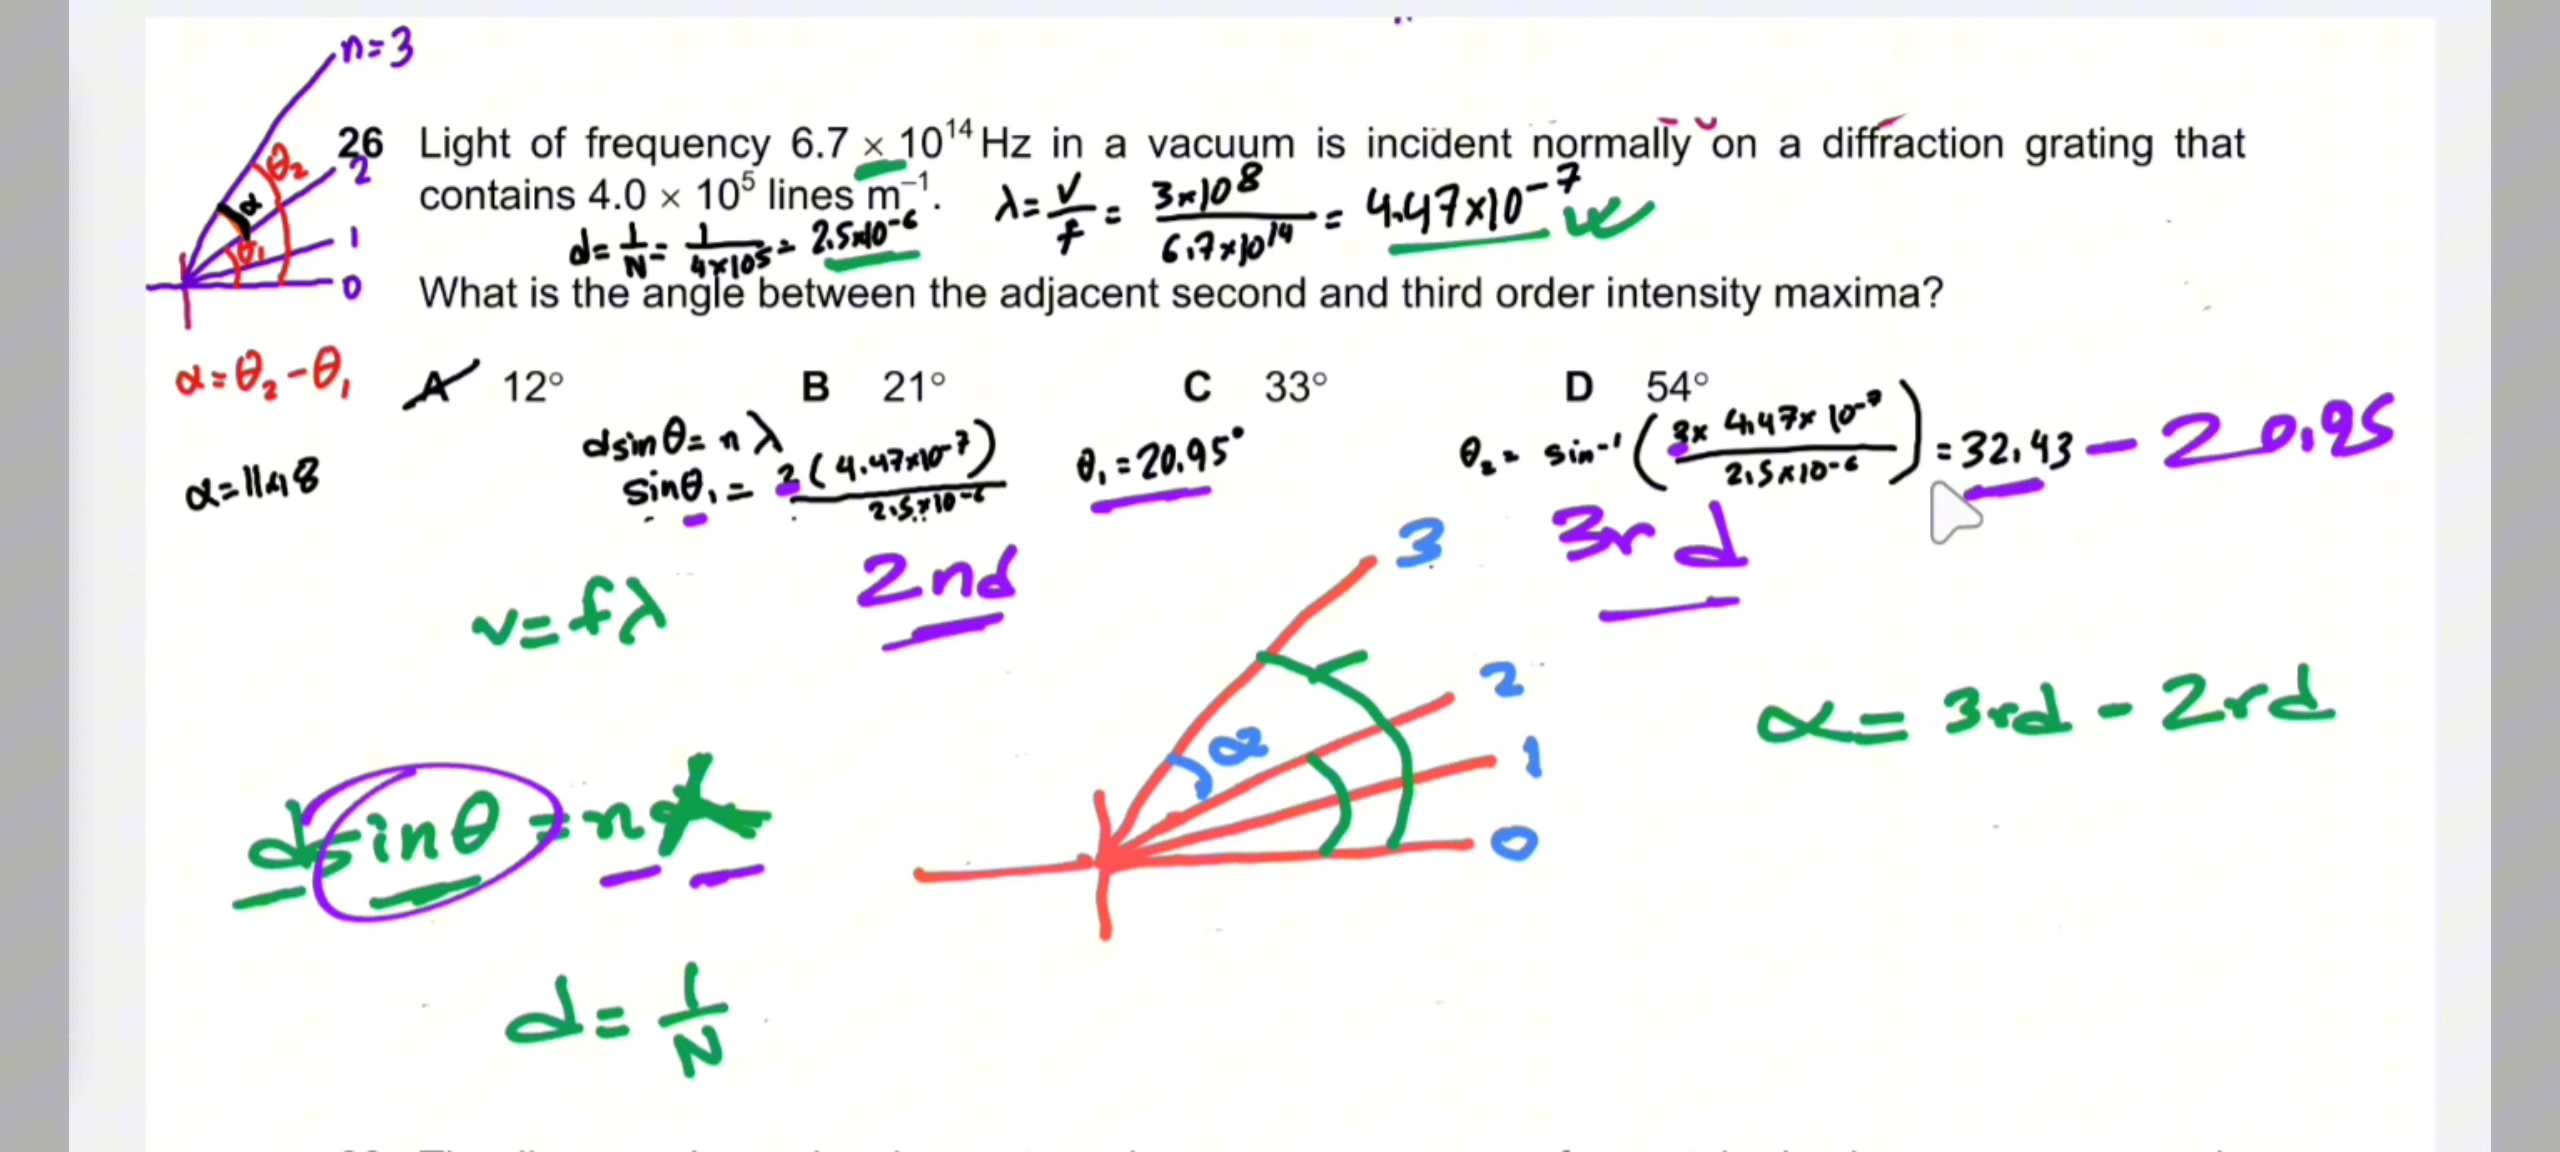 n=3
26 Light of frequency 6.7 × 10¹⁴ Hz in a vacuum is incident normally on a diffraction grating that
contains 4.0 × 10⁵ lines m⁻¹.
λ = v/f = 3×10⁸/6.7×10¹⁴ = 4.47×10⁻⁷
d = 1/N = 1/4×10⁵ = 2.5×10⁻⁶
θ₂
2
α
θ₁
1
0
What is the angle between the adjacent second and third order intensity maxima?
α = θ₂ - θ₁
A 12° B 21° C 33° D 54°
dsinθ = nλ
sinθ₁ = 2(4.47×10⁻⁷)/2.5×10⁻⁶
θ₁ = 20.95°
θ₂ = sin⁻¹(3×4.47×10⁻⁷/2.5×10⁻⁶) = 32.43 - 20.95
α = 11.48
2nd
3rd
v = fλ
3
2
1
0
α
α = 3rd - 2rd
dsinθ = nλ
d = 1/N